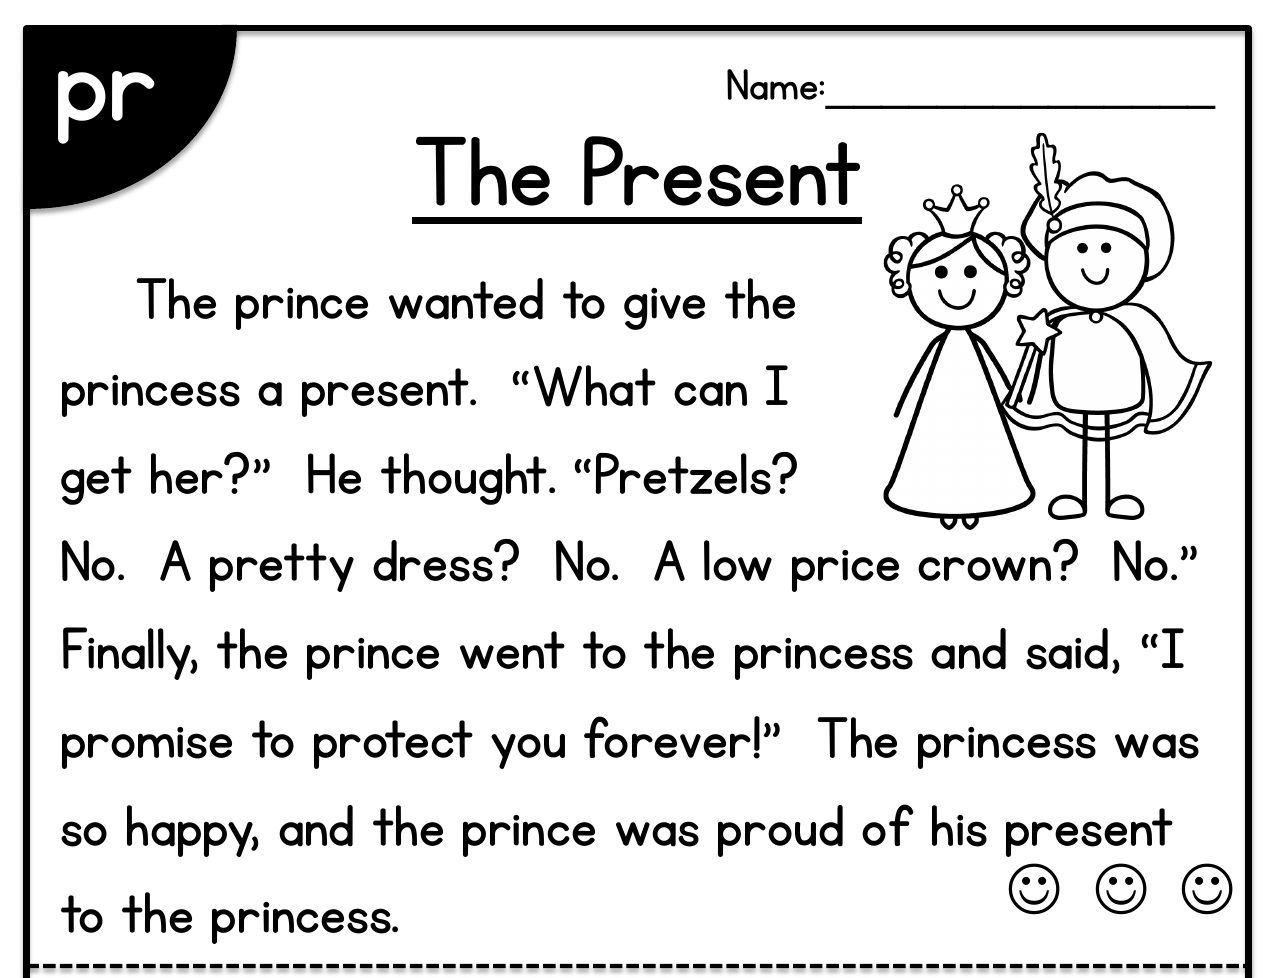 pr
Name:
The Present
The prince wanted to give the
princess a present. “What can I
get her?” He thought. “Pretzels?
No. A pretty dress? No. A low price crown? No.”
Finally, the prince went to the princess and said, “I
promise to protect you forever!” The princess was
so happy, and the prince was proud of his present
to the princess.